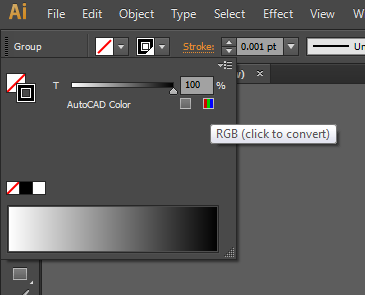 Ai File Edit Object Type Select Effect View W
Group Stroke: 0.001 pt Un
w) ×
T 100 %
AutoCAD Color
RGB (click to convert)